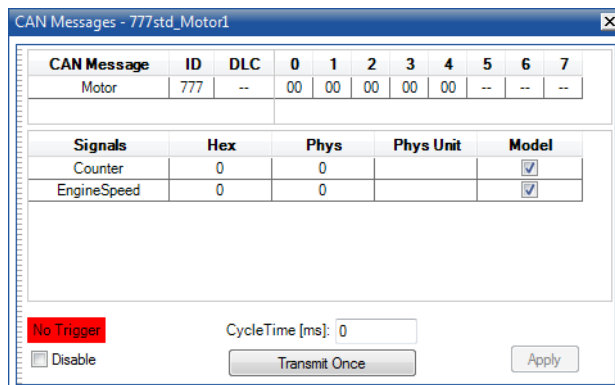 CAN Messages - 777std_Motor1
CAN Message ID DLC 0 1 2 3 4 5 6 7
Motor 777 -- 00 00 00 00 00 -- -- --
Signals Hex Phys Phys Unit Model
Counter 0 0
EngineSpeed 0 0
No Trigger CycleTime [ms]: 0
Disable Transmit Once Apply